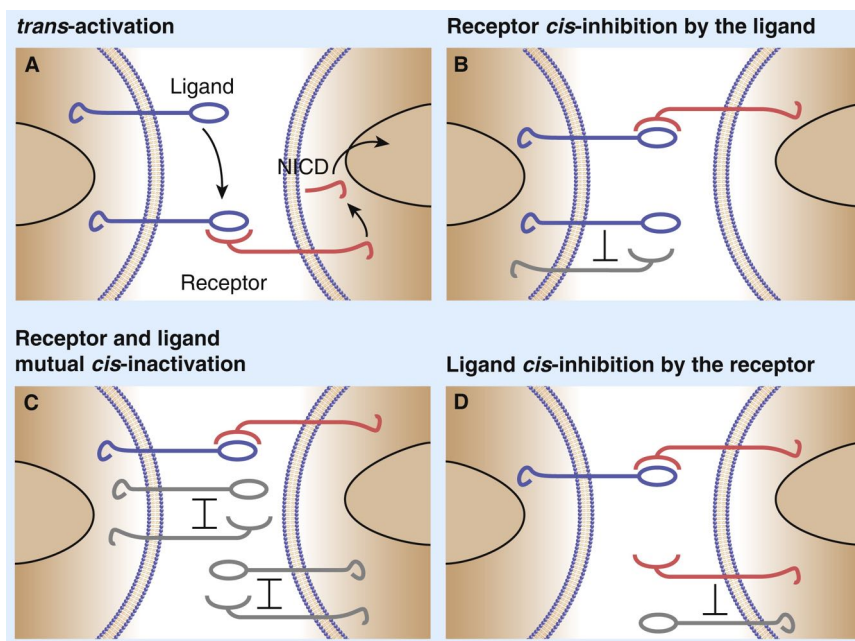 trans-activation
A
Ligand
NICD
Receptor
Receptor cis-inhibition by the ligand
B
Receptor and ligand
mutual cis-inactivation
C
Ligand cis-inhibition by the receptor
D